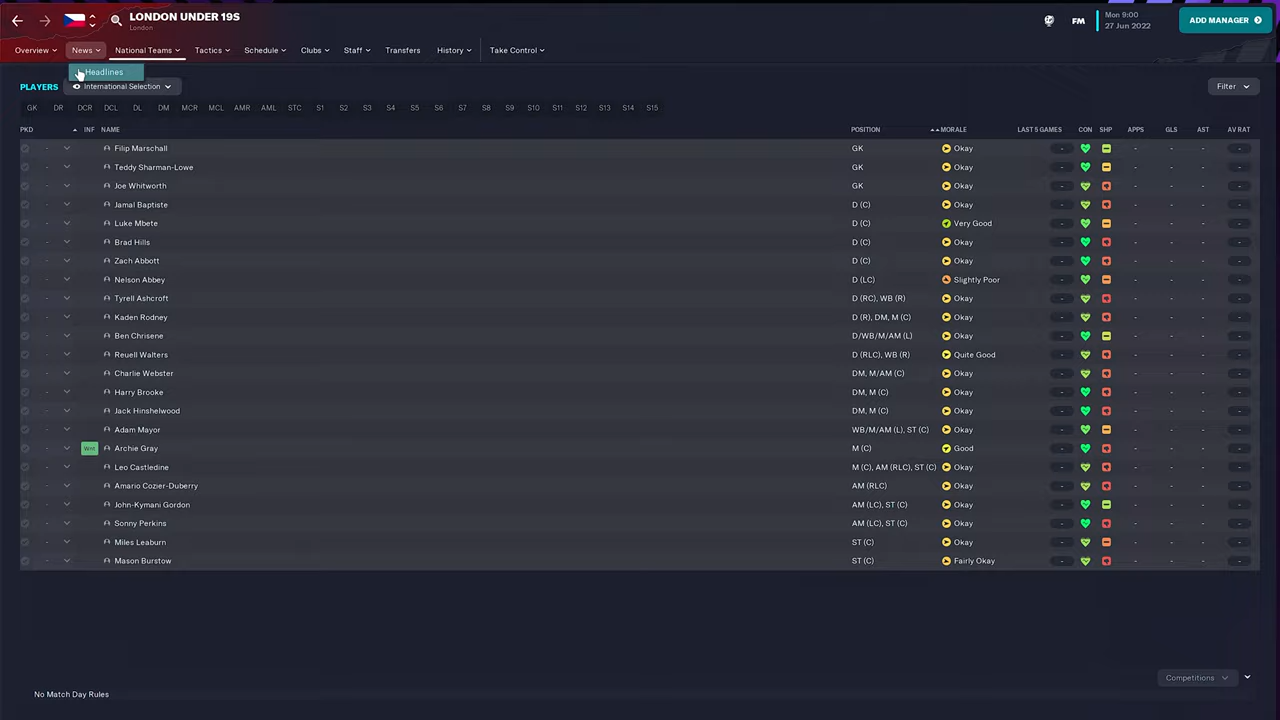 LONDON UNDER 19S
London
FM
Mon 9:00
27 Jun 2022
ADD MANAGER
Overview News National Teams Tactics Schedule Clubs Staff Transfers History Take Control
Headlines
PLAYERS International Selection Filter
GK DR DCR DCL DL DM MCR MCL AMR AML STC S1 S2 S3 S4 S5 S6 S7 S8 S9 S10 S11 S12 S13 S14 S15
PKD INF NAME POSITION MORALE LAST 5 GAMES CON SHP APPS GLS AST AV RAT
- Filip Marschall GK Okay - - - - -
- Teddy Sharman-Lowe GK Okay - - - - -
- Joe Whitworth GK Okay - - - - -
- Jamal Baptiste D (C) Okay - - - - -
- Luke Mbete D (C) Very Good - - - - -
- Brad Hills D (C) Okay - - - - -
- Zach Abbott D (C) Okay - - - - -
- Nelson Abbey D (LC) Slightly Poor - - - - -
- Tyrell Ashcroft D (RC), WB (R) Okay - - - - -
- Kaden Rodney D (R), DM, M (C) Okay - - - - -
- Ben Chrisene D/WB/M/AM (L) Okay - - - - -
- Reuell Walters D (RLC), WB (R) Quite Good - - - - -
- Charlie Webster DM, M/AM (C) Okay - - - - -
- Harry Brooke DM, M (C) Okay - - - - -
- Jack Hinshelwood DM, M (C) Okay - - - - -
- Adam Mayor WB/M/AM (L), ST (C) Okay - - - - -
- Wnt Archie Gray M (C) Good - - - - -
- Leo Castledine M (C), AM (RLC), ST (C) Okay - - - - -
- Amario Cozier-Duberry AM (RLC) Okay - - - - -
- John-Kymani Gordon AM (LC), ST (C) Okay - - - - -
- Sonny Perkins AM (LC), ST (C) Okay - - - - -
- Miles Leaburn ST (C) Okay - - - - -
- Mason Burstow ST (C) Fairly Okay - - - - -
Competitions
No Match Day Rules